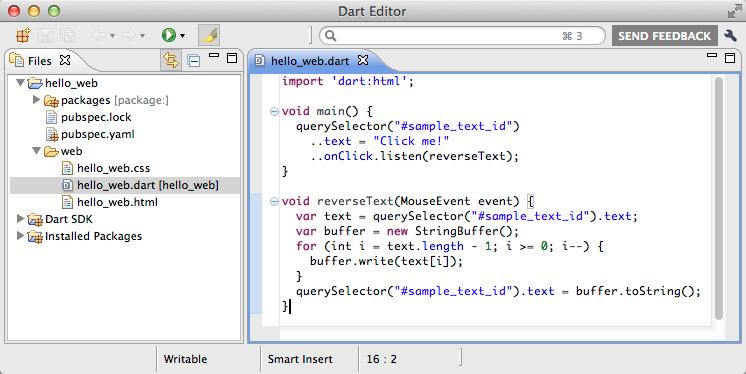 Dart Editor
⌘ 3
SEND FEEDBACK
Files
hello_web
packages [package:]
pubspec.lock
pubspec.yaml
web
hello_web.css
hello_web.dart [hello_web]
hello_web.html
Dart SDK
Installed Packages
hello_web.dart
import 'dart:html';
void main() {
  querySelector("#sample_text_id")
    ..text = "Click me!"
    ..onClick.listen(reverseText);
}
void reverseText(MouseEvent event) {
  var text = querySelector("#sample_text_id").text;
  var buffer = new StringBuffer();
  for (int i = text.length - 1; i >= 0; i--) {
    buffer.write(text[i]);
  }
  querySelector("#sample_text_id").text = buffer.toString();
}
Writable
Smart Insert
16 : 2